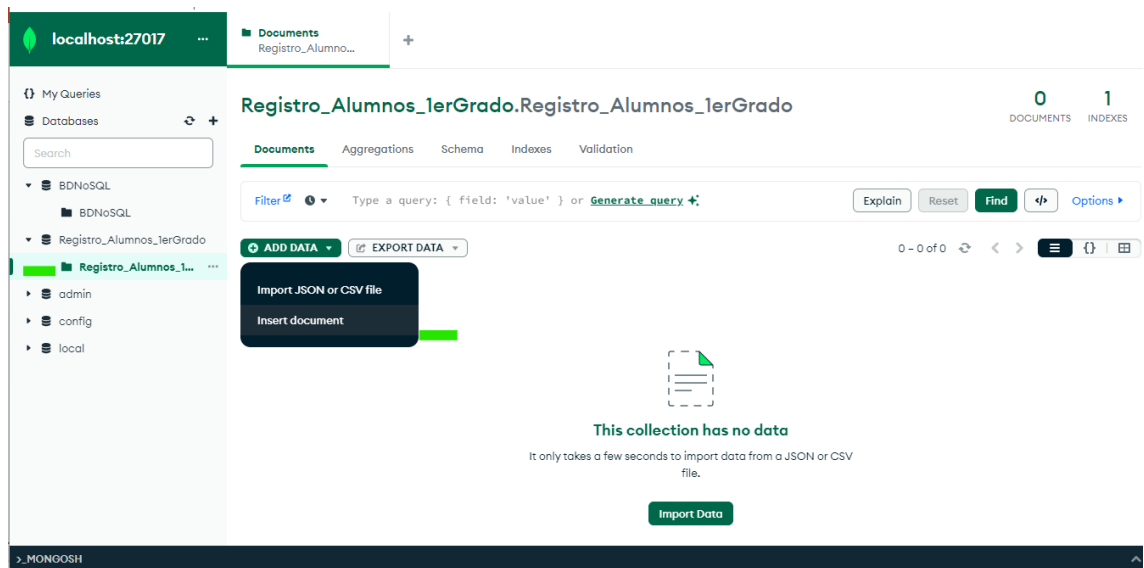 localhost:27017 ...
{} My Queries
Databases
Search
BDNoSQL
BDNoSQL
Registro_Alumnos_1erGrado
Registro_Alumnos_1... ...
admin
config
local
Documents
Registro_Alumno... +
Registro_Alumnos_1erGrado.Registro_Alumnos_1erGrado
0 1
DOCUMENTS INDEXES
Documents Aggregations Schema Indexes Validation
Filter Type a query: { field: 'value' } or Generate query Explain Reset Find </> Options
ADD DATA EXPORT DATA 0 – 0 of 0 {}
Import JSON or CSV file
Insert document
This collection has no data
It only takes a few seconds to import data from a JSON or CSV
file.
Import Data
>_MONGOSH